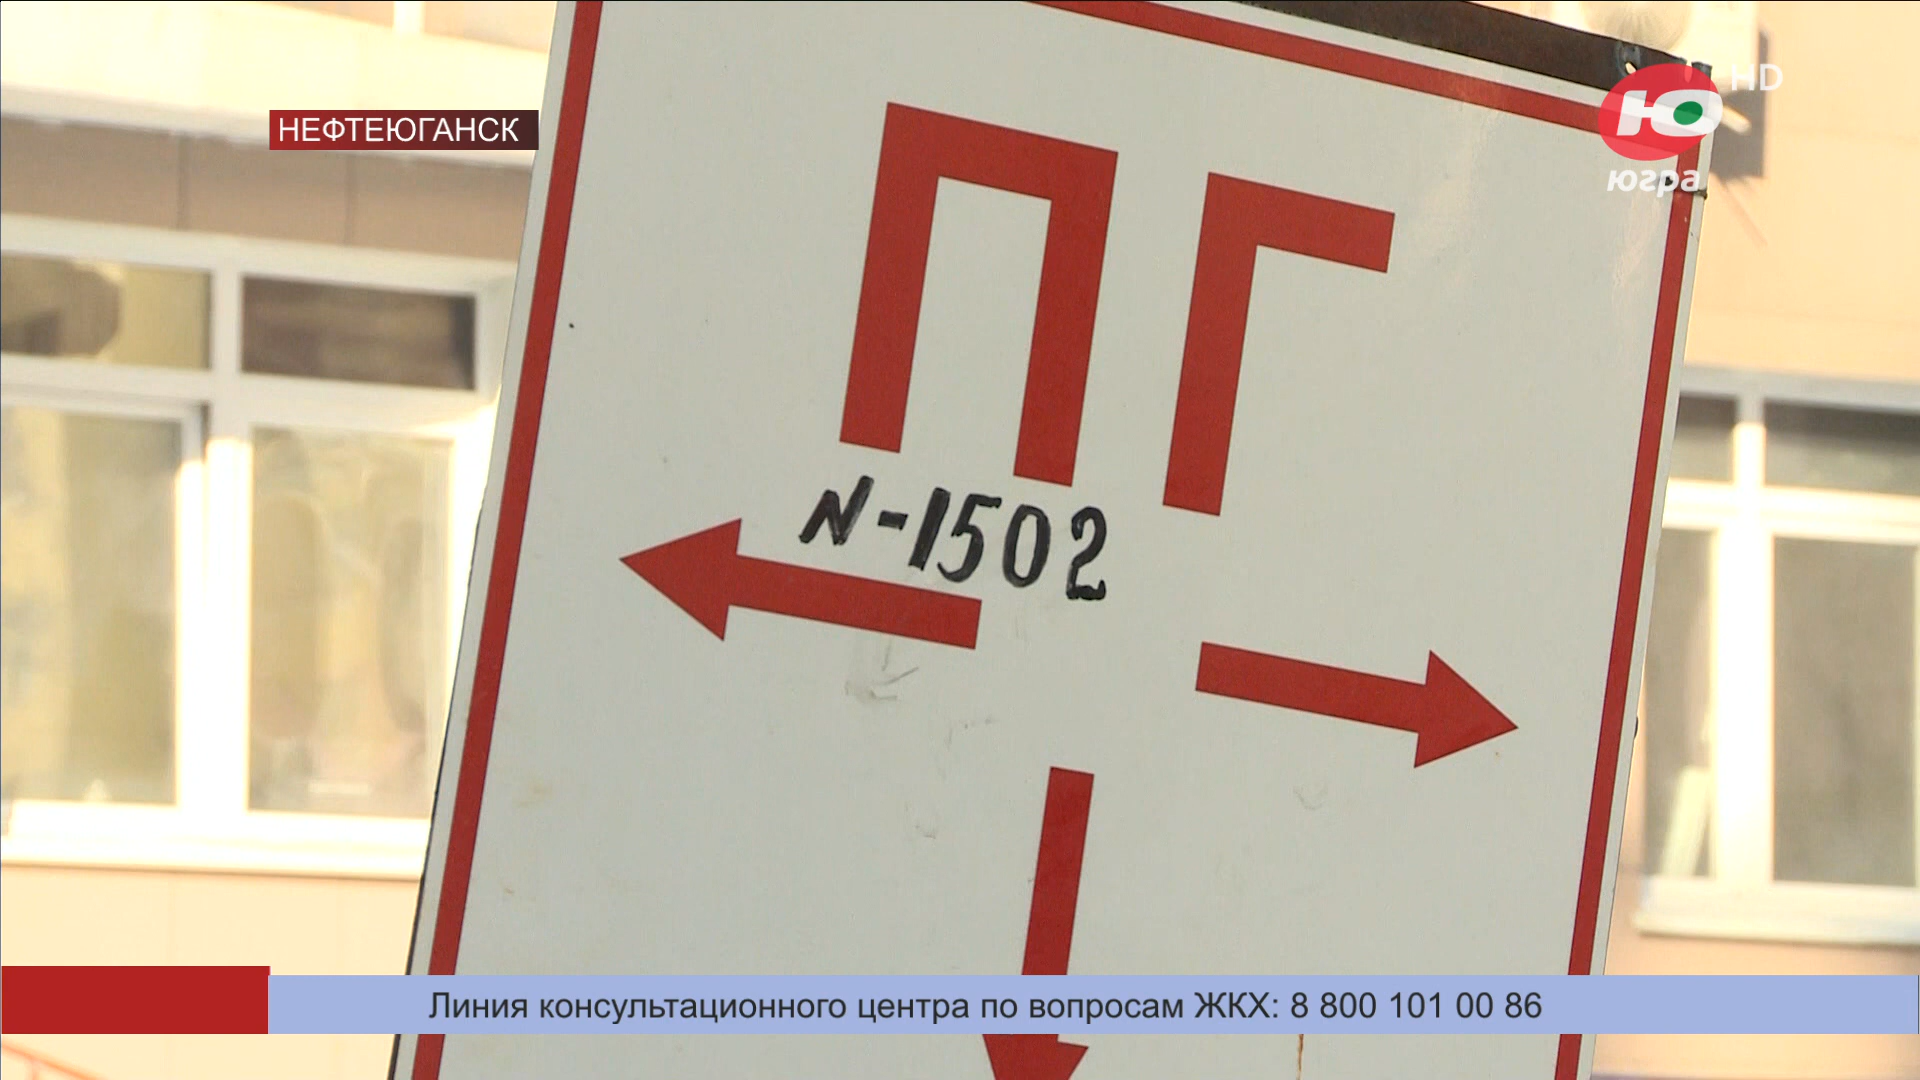 HD
Ю
югра
НЕФТЕЮГАНСК
ПГ
N-1502
Линия консультационного центра по вопросам ЖКХ: 8 800 101 00 86